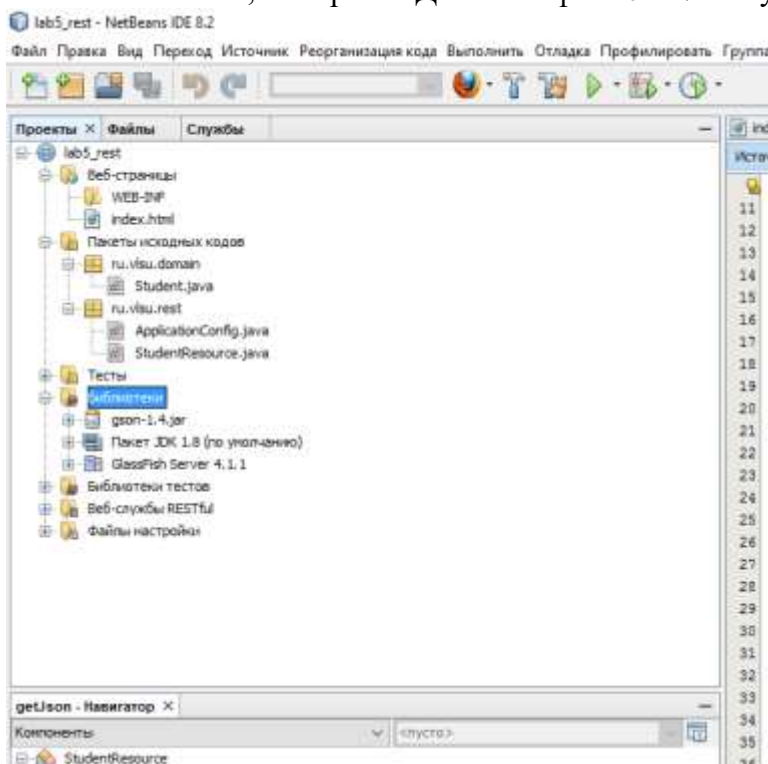 lab5_rest - NetBeans IDE 8.2
Файл Правка Вид Переход Источник Реорганизация кода Выполнить Отладка Профилировать Группа
Проекты × Файлы Службы
lab5_rest
Веб-страницы
WEB-INF
index.html
Пакеты исходных кодов
ru.visu.domain
Student.java
ru.visu.rest
ApplicationConfig.java
StudentResource.java
Тесты
Библиотеки
gson-1.4.jar
Пакет JDK 1.8 (по умолчанию)
GlassFish Server 4.1.1
Библиотеки тестов
Веб-службы RESTful
Файлы настройки
11
12
13
14
15
16
17
18
19
20
21
22
23
24
25
26
27
28
29
30
31
32
33
34
35
getJson - Навигатор ×
Компоненты <пусто>
StudentResource